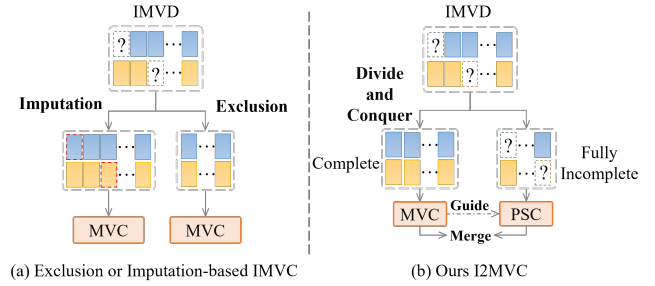 IMVD
?
...
?
...
Imputation
Exclusion
...
...
...
...
MVC
MVC
(a) Exclusion or Imputation-based IMVC
IMVD
?
...
?
...
Divide
and
Conquer
Complete
...
...
?
...
...
?
Fully
Incomplete
MVC
Guide
PSC
Merge
(b) Ours I2MVC